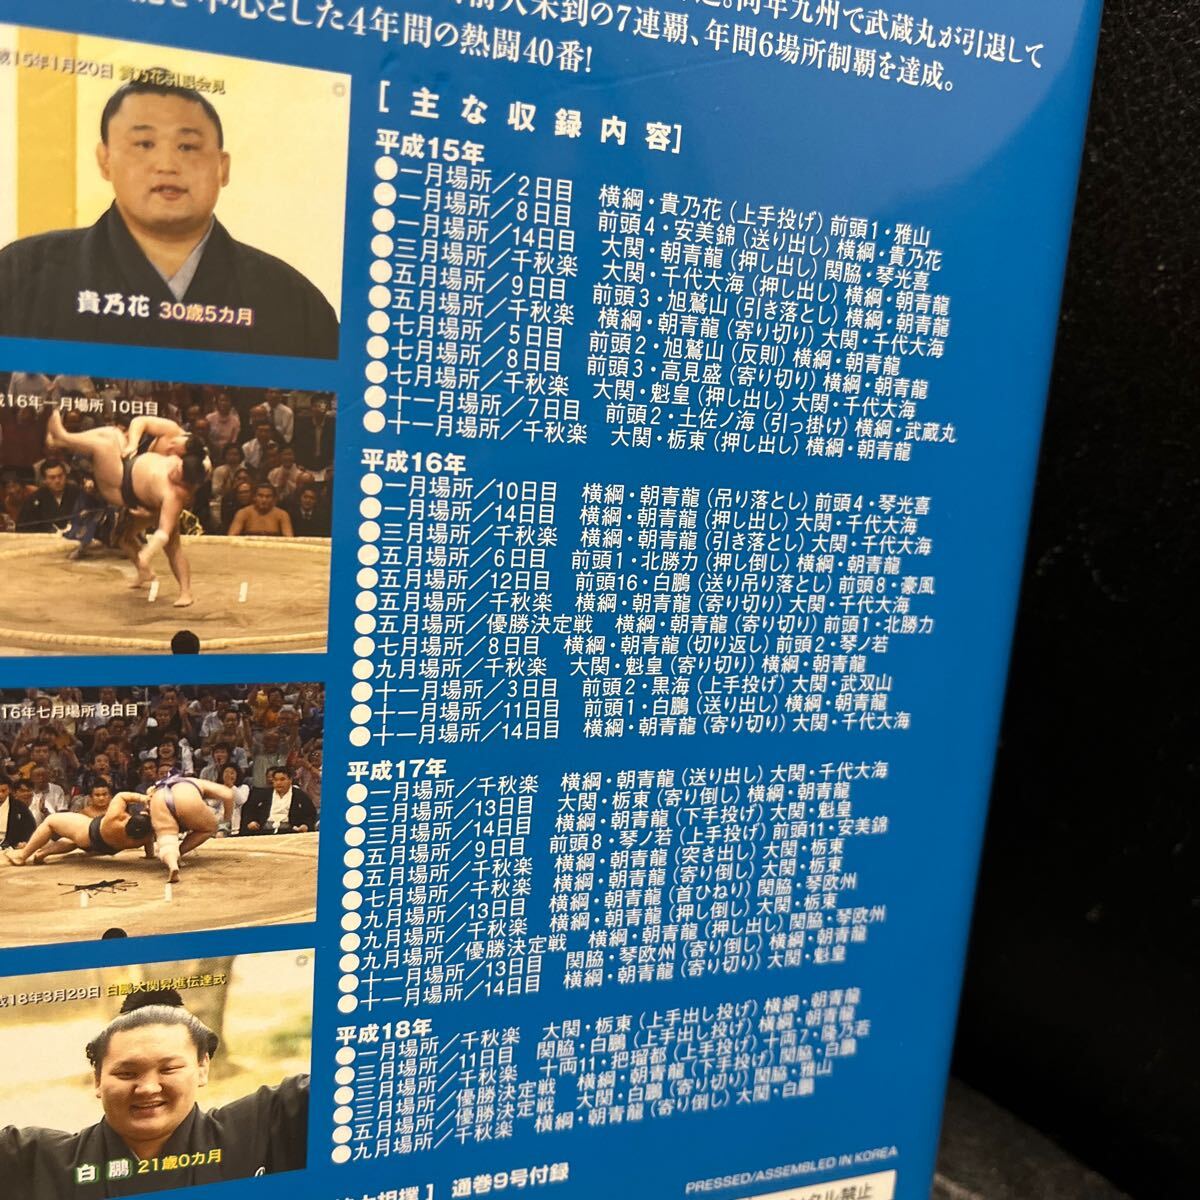 同年九州で武蔵丸が引退して
前人未到の7連覇、年間6場所制覇を達成。
を中心とした4年間の熱闘40番!
[主な収録内容]
平成15年
●一月場所／2日目 横綱・貴乃花(上手投げ)前頭1・雅山
●一月場所／8日目 前頭4・安美錦(送り出し)横綱・貴乃花
●一月場所／14日目 大関・朝青龍(押し出し)関脇・琴光喜
●三月場所／千秋楽 大関・千代大海(押し出し)横綱・朝青龍
●五月場所／9日目 前頭3・旭鷲山(引き落とし)横綱・朝青龍
●五月場所／千秋楽 横綱・朝青龍(寄り切り)大関・千代大海
●七月場所／5日目 前頭2・旭鷲山(反則)横綱・朝青龍
●七月場所／8日目 前頭3・高見盛(寄り切り)横綱・朝青龍
●七月場所／千秋楽 大関・魁皇(押し出し)大関・千代大海
●十一月場所／7日目 前頭2・土佐ノ海(引っ掛け)横綱・武蔵丸
●十一月場所／千秋楽 大関・栃東(押し出し)横綱・朝青龍
平成16年
●一月場所／10日目 横綱・朝青龍(吊り落とし)前頭4・琴光喜
●一月場所／14日目 横綱・朝青龍(押し出し)大関・千代大海
●三月場所／千秋楽 横綱・朝青龍(引き落とし)大関・千代大海
●五月場所／6日目 前頭1・北勝力(押し倒し)横綱・朝青龍
●五月場所／12日目 前頭16・白鵬(送り吊り落とし)前頭8・豪風
●五月場所／千秋楽 横綱・朝青龍(寄り切り)大関・千代大海
●五月場所／優勝決定戦 横綱・朝青龍(寄り切り)前頭1・北勝力
●七月場所／8日目 横綱・朝青龍(切り返し)前頭2・琴ノ若
●九月場所／千秋楽 大関・魁皇(寄り切り)横綱・朝青龍
●十一月場所／3日目 前頭2・黒海(上手投げ)大関・武双山
●十一月場所／11日目 前頭1・白鵬(送り出し)横綱・朝青龍
●十一月場所／14日目 横綱・朝青龍(寄り切り)大関・千代大海
平成17年
●一月場所／千秋楽 横綱・朝青龍(送り出し)大関・千代大海
●三月場所／13日目 大関・栃東(寄り倒し)横綱・朝青龍
●三月場所／14日目 横綱・朝青龍(下手投げ)大関・魁皇
●五月場所／9日目 前頭8・琴ノ若(上手投げ)前頭11・安美錦
●五月場所／千秋楽 横綱・朝青龍(突き出し)大関・栃東
●七月場所／千秋楽 横綱・朝青龍(寄り倒し)大関・栃東
●九月場所／13日目 横綱・朝青龍(首ひねり)関脇・琴欧州
●九月場所／千秋楽 横綱・朝青龍(押し倒し)大関・栃東
●九月場所／優勝決定戦 横綱・朝青龍(押し出し)関脇・琴欧州
●十一月場所／13日目 関脇・琴欧州(寄り倒し)横綱・朝青龍
●十一月場所／14日目 横綱・朝青龍(寄り切り)大関・魁皇
平成18年
●一月場所／千秋楽 大関・栃東(上手出し投げ)横綱・朝青龍
●三月場所／11日目 関脇・白鵬(上手出し投げ)横綱・朝青龍
●三月場所／千秋楽 十両11・把瑠都(上手投げ)十両7・隆乃若
●三月場所／優勝決定戦 横綱・朝青龍(下手投げ)関脇・白鵬
●五月場所／優勝決定戦 大関・白鵬(寄り切り)関脇・雅山
●九月場所／千秋楽 横綱・朝青龍(寄り倒し)大関・白鵬
15年1月20日 貴乃花引退会見
貴乃花 30歳5カ月
16年一月場所 10日目
16年七月場所 8日目
18年3月29日 白鵬大関昇進伝達式
白鵬 21歳0カ月
大相撲] 通巻9号付録
PRESSED/ASSEMBLED IN KOREA
タル禁止